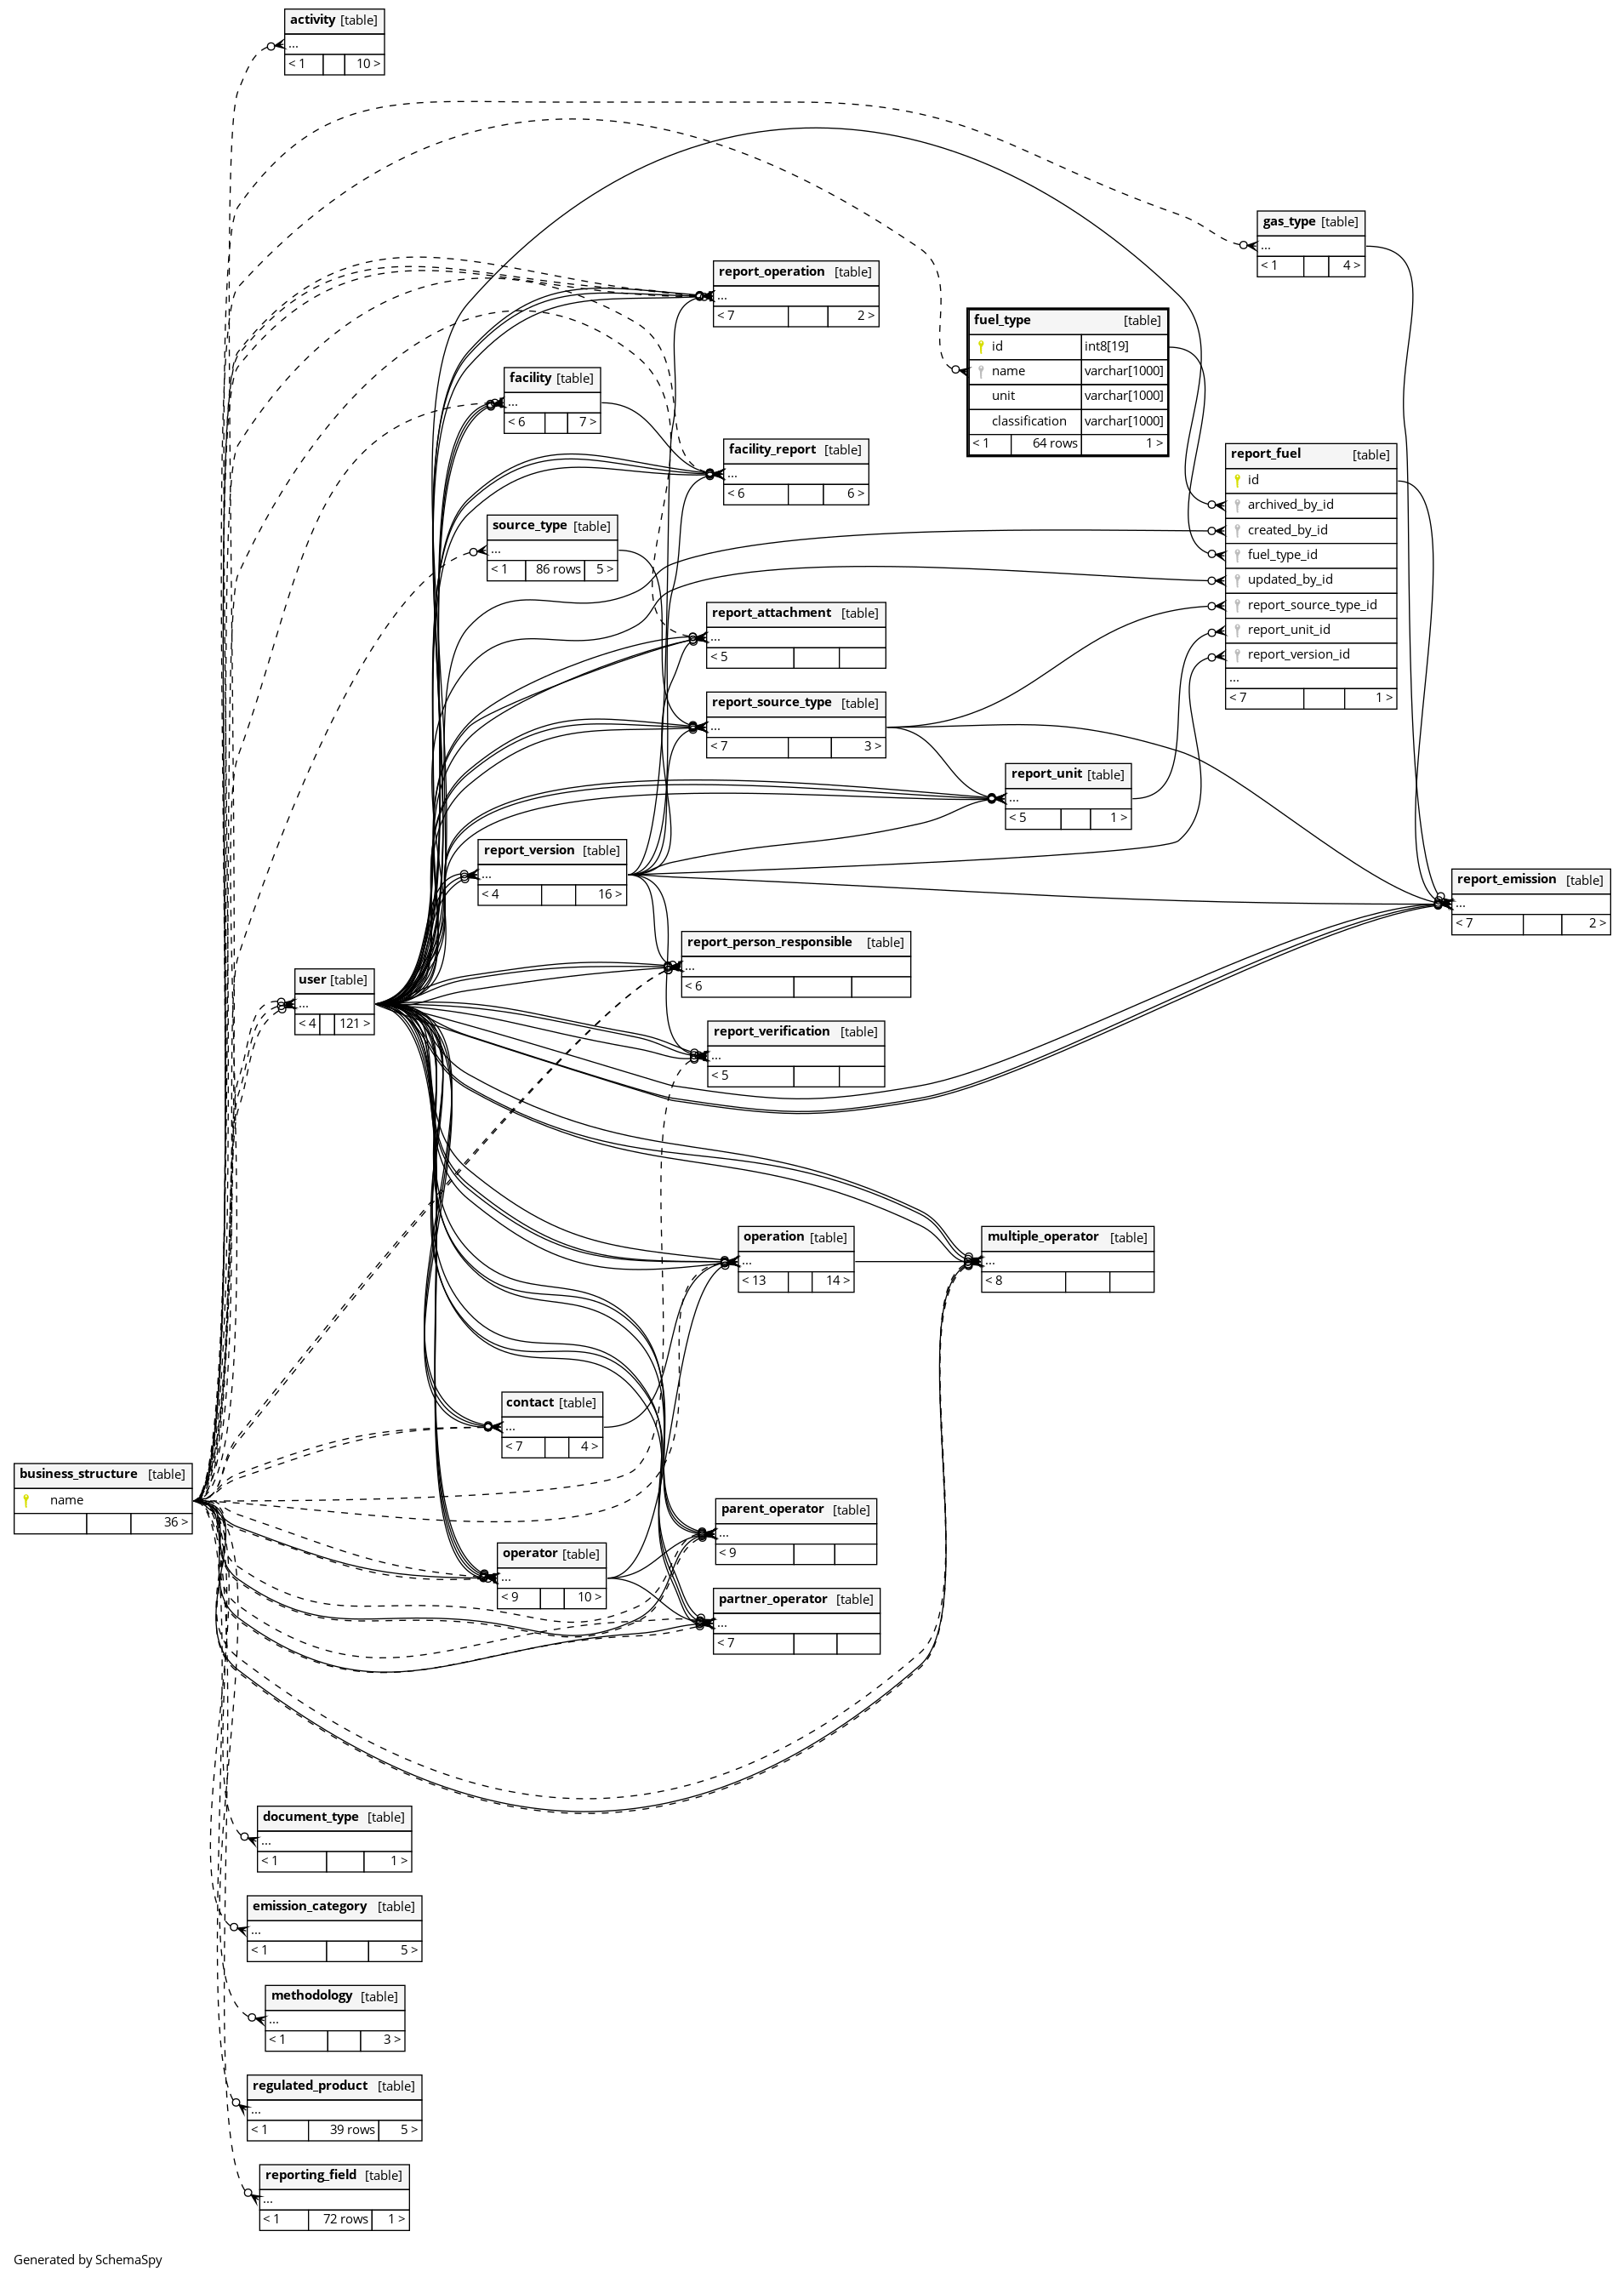 activity [table]
...
< 1 10 >
gas_type [table]
...
< 1 4 >
report_operation [table]
...
< 7 2 >
fuel_type [table]
id int8[19]
name varchar[1000]
unit varchar[1000]
classification varchar[1000]
< 1 64 rows 1 >
facility [table]
...
< 6 7 >
facility_report [table]
...
< 6 6 >
report_fuel [table]
id
archived_by_id
created_by_id
fuel_type_id
updated_by_id
report_source_type_id
report_unit_id
report_version_id
...
< 7 1 >
source_type [table]
...
< 1 86 rows 5 >
report_attachment [table]
...
< 5
report_source_type [table]
...
< 7 3 >
report_unit [table]
...
< 5 1 >
report_version [table]
...
< 4 16 >
report_emission [table]
...
< 7 2 >
report_person_responsible [table]
...
< 6
user [table]
...
< 4 121 >
report_verification [table]
...
< 5
operation [table]
...
< 13 14 >
multiple_operator [table]
...
< 8
contact [table]
...
< 7 4 >
business_structure [table]
name
36 >
parent_operator [table]
...
< 9
operator [table]
...
< 9 10 >
partner_operator [table]
...
< 7
document_type [table]
...
< 1 1 >
emission_category [table]
...
< 1 5 >
methodology [table]
...
< 1 3 >
regulated_product [table]
...
< 1 39 rows 5 >
reporting_field [table]
...
< 1 72 rows 1 >
Generated by SchemaSpy